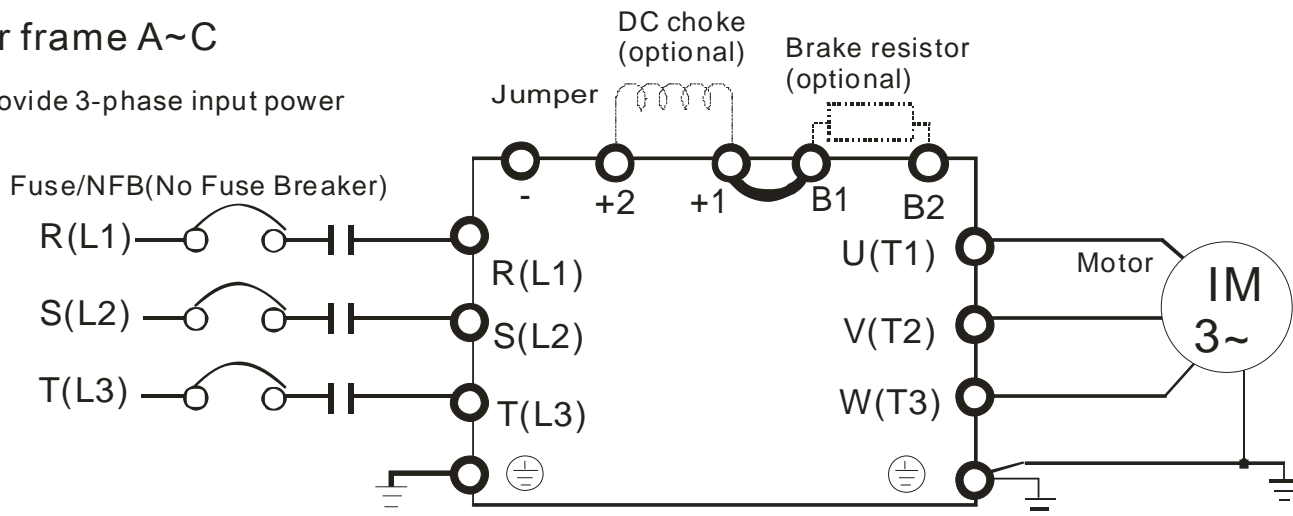 r frame A~C
ovide 3-phase input power
DC choke
(optional)
Brake resistor
(optional)
Jumper
Fuse/NFB(No Fuse Breaker)
- +2 +1 B1 B2
R(L1)
R(L1)
U(T1)
Motor
IM
3~
S(L2)
S(L2)
V(T2)
T(L3)
T(L3)
W(T3)